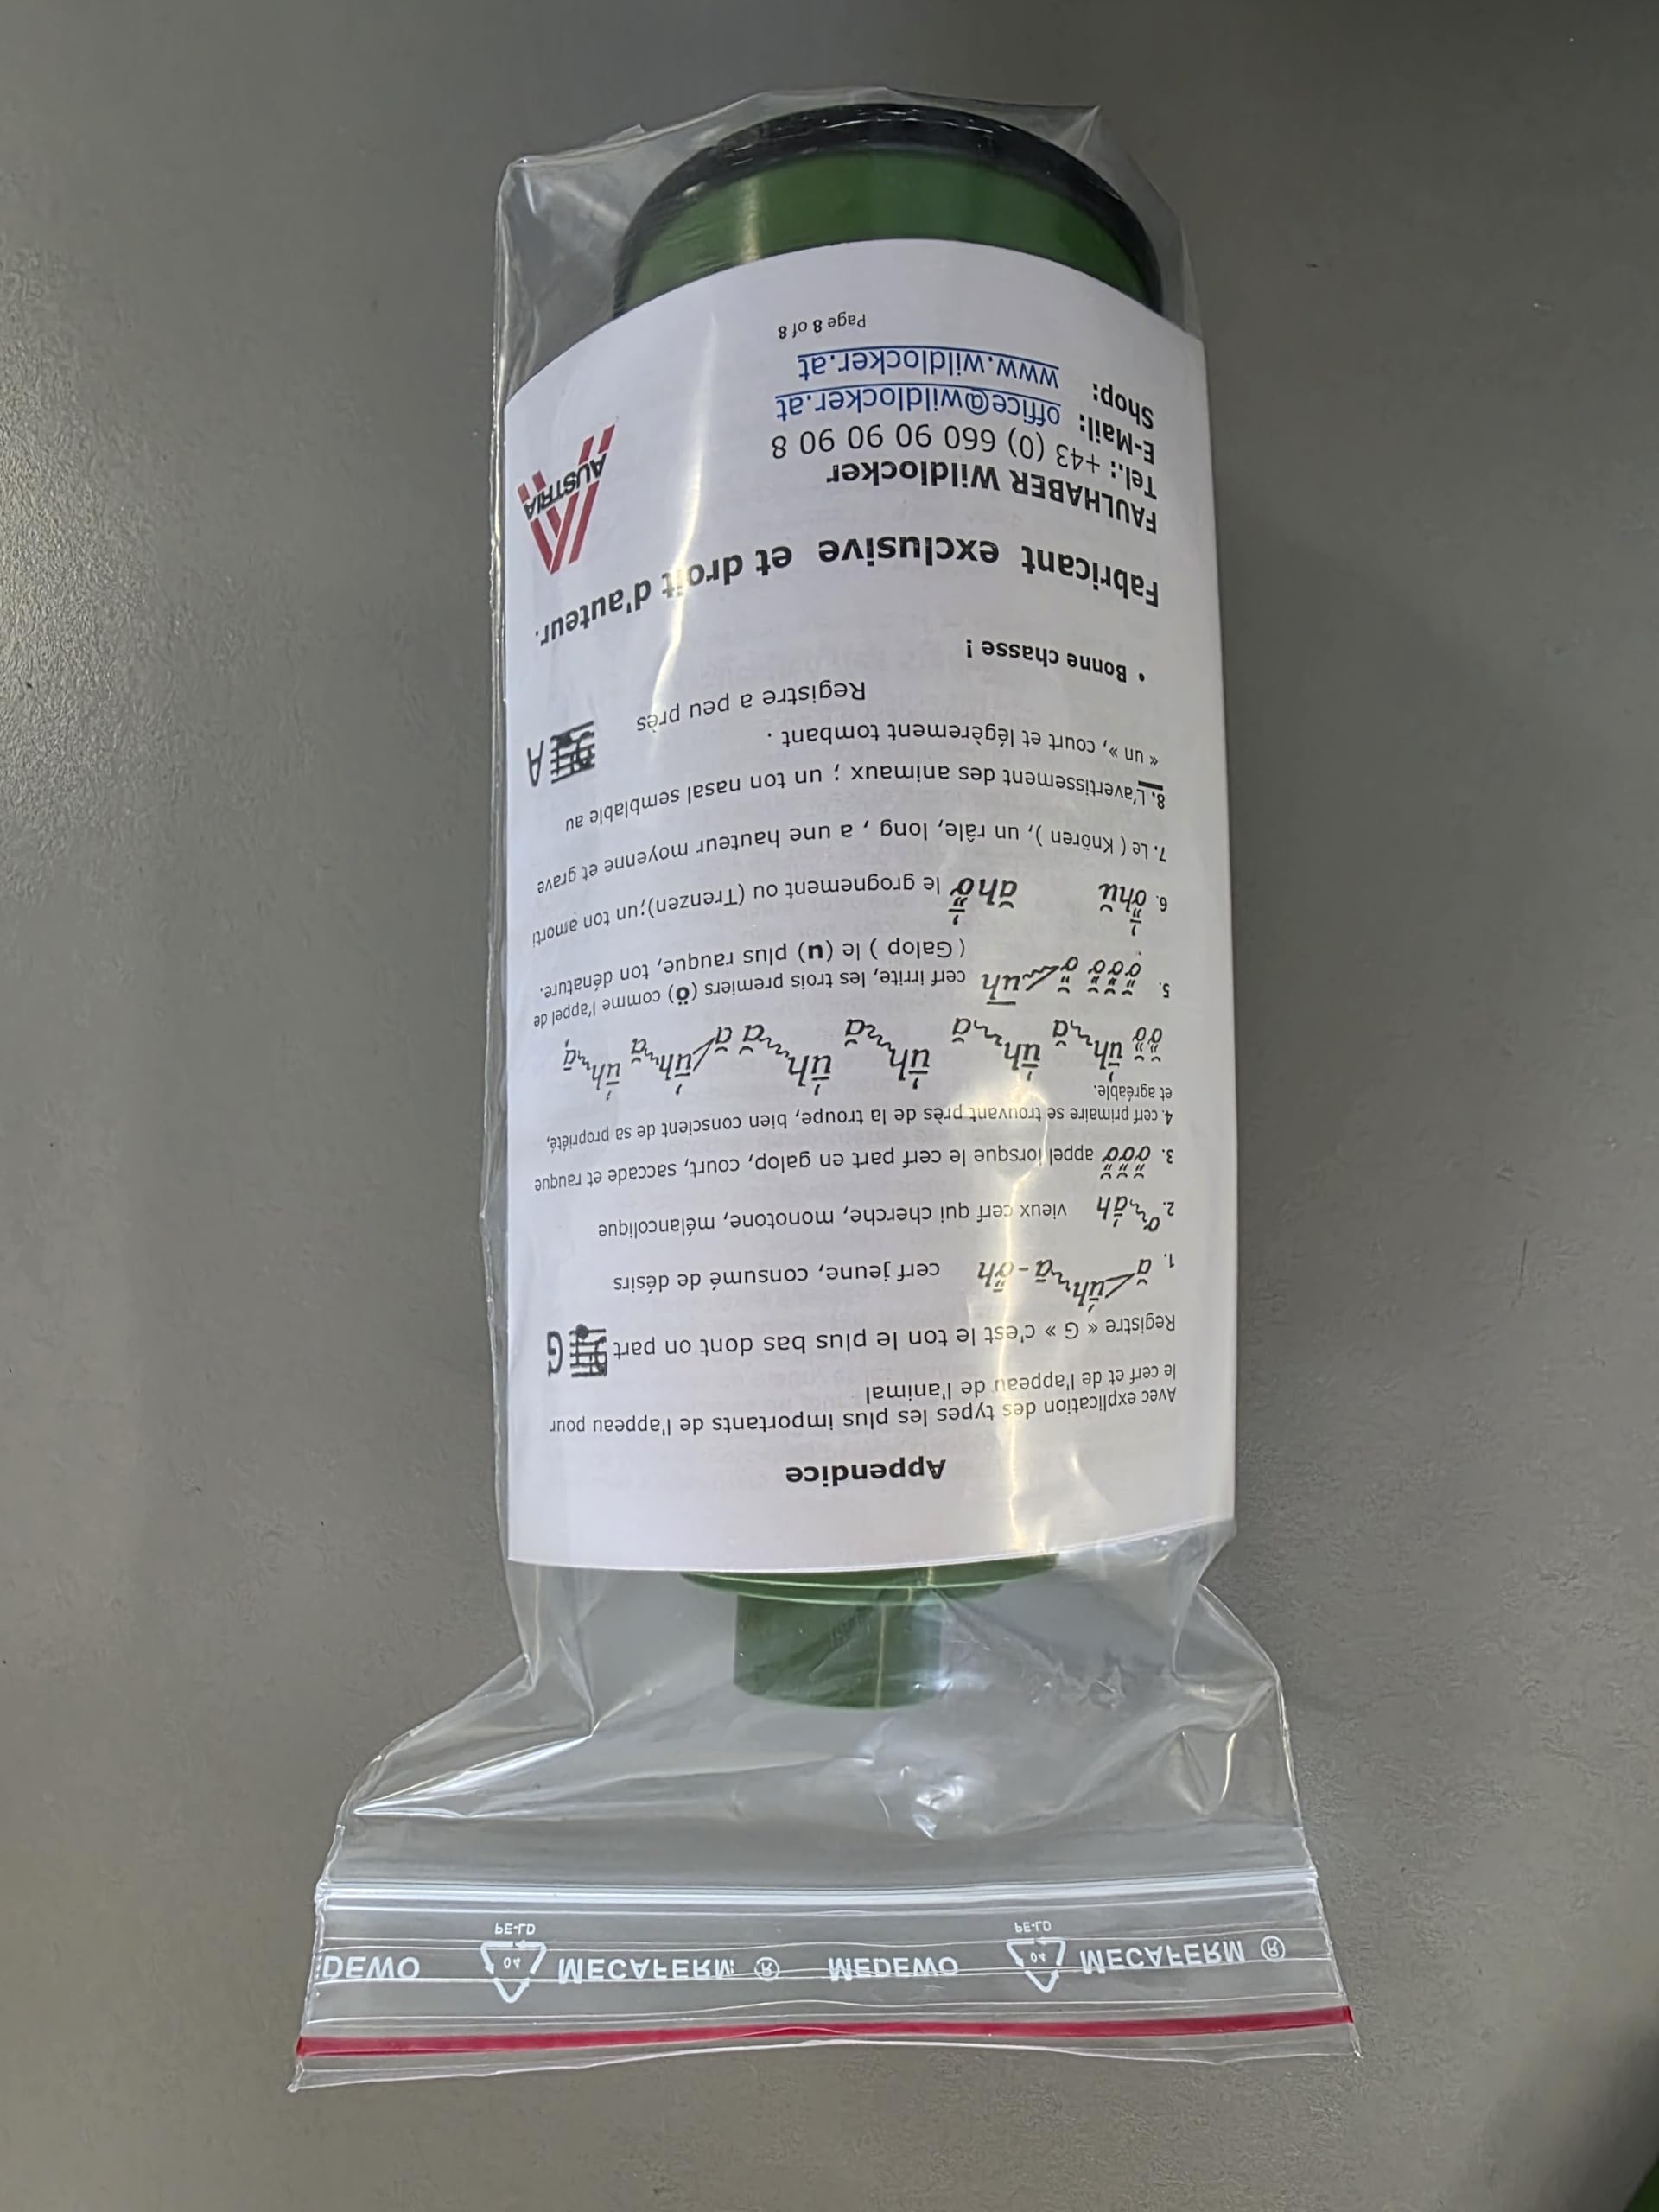 Appendice
Avec explication des types les plus importants de l'appeau pour
le cerf et de l'appeau de l'animal
Registre « G » c'est le ton le plus bas dont on part G
1. cerf jeune, consumé de désirs
2. vieux cerf qui cherche, monotone, mélancolique
3. appel lorsque le cerf part en galop, court, saccade et rauque
4. cerf primaire se trouvant près de la troupe, bien conscient de sa propriété,
et agréable.
5. cerf irrite, les trois premiers (ö) comme l'appel de
( Galop ) le (u) plus rauque, ton dénature.
6. le grognement ou (Trenzen);un ton amorti
7. Le ( Knören ), un râle, long , a une hauteur moyenne et grave
8. L'avertissement des animaux ; un ton nasal semblable au
« un », court et légèrement tombant .
Registre a peu près A
• Bonne chasse !
Fabricant exclusive et droit d'auteur.
FAULHABER Wildlocker
Tel.: +43 (0) 660 90 90 90 8
E-Mail: office@wildlocker.at
Shop: www.wildlocker.at
AUSTRIA
Page 8 of 8
DEWO 04 PE-LD MECAFERM ® MEDEWO 04 PE-LD MECAFERM ®